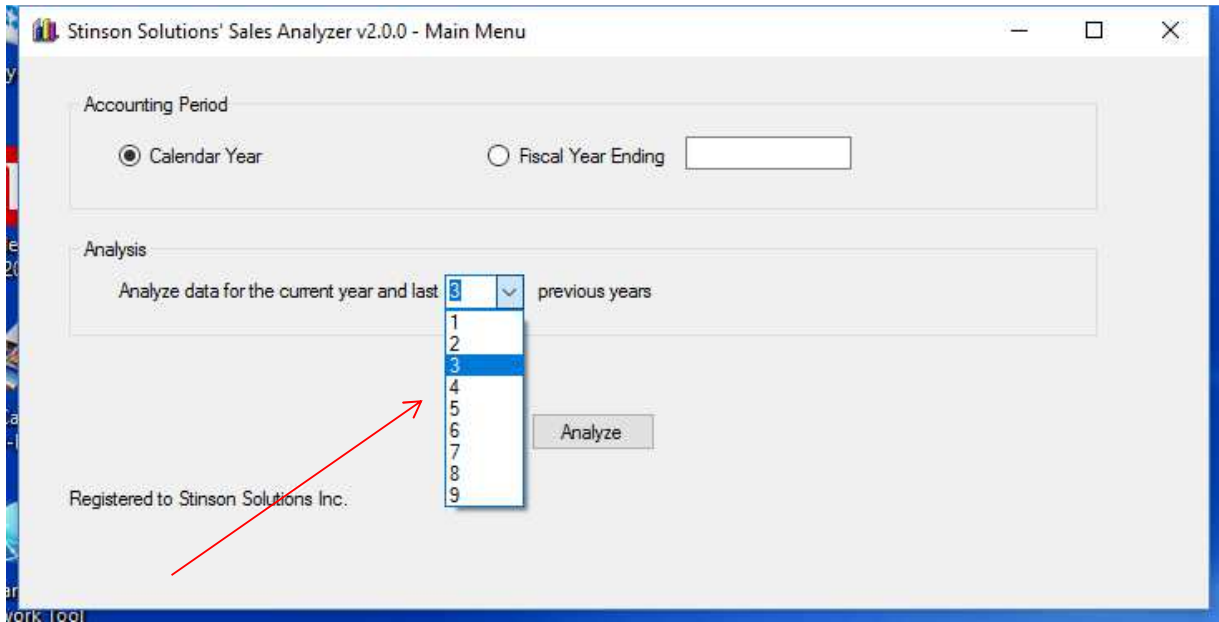 Stinson Solutions' Sales Analyzer v2.0.0 - Main Menu
Accounting Period
Calendar Year
Fiscal Year Ending
Analysis
Analyze data for the current year and last 3 previous years
1
2
3
4
5
6
7
8
9
Analyze
Registered to Stinson Solutions Inc.
work Tool